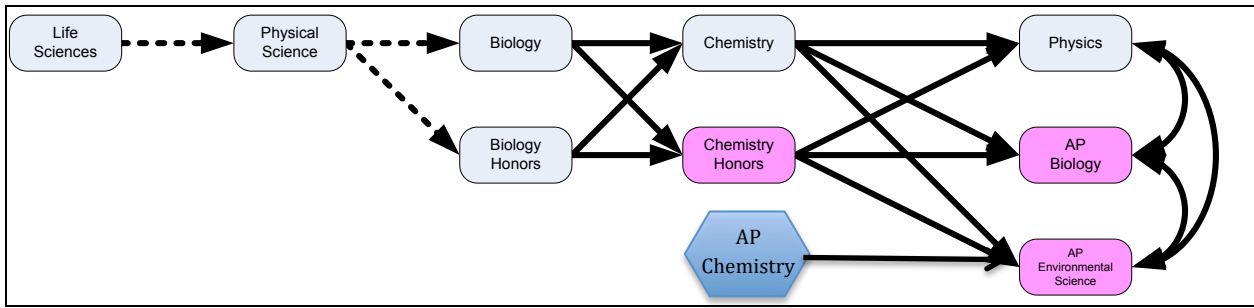 Life
Sciences
Physical
Science
Biology
Chemistry
Physics
Biology
Honors
Chemistry
Honors
AP
Biology
AP
Chemistry
AP
Environmental
Science